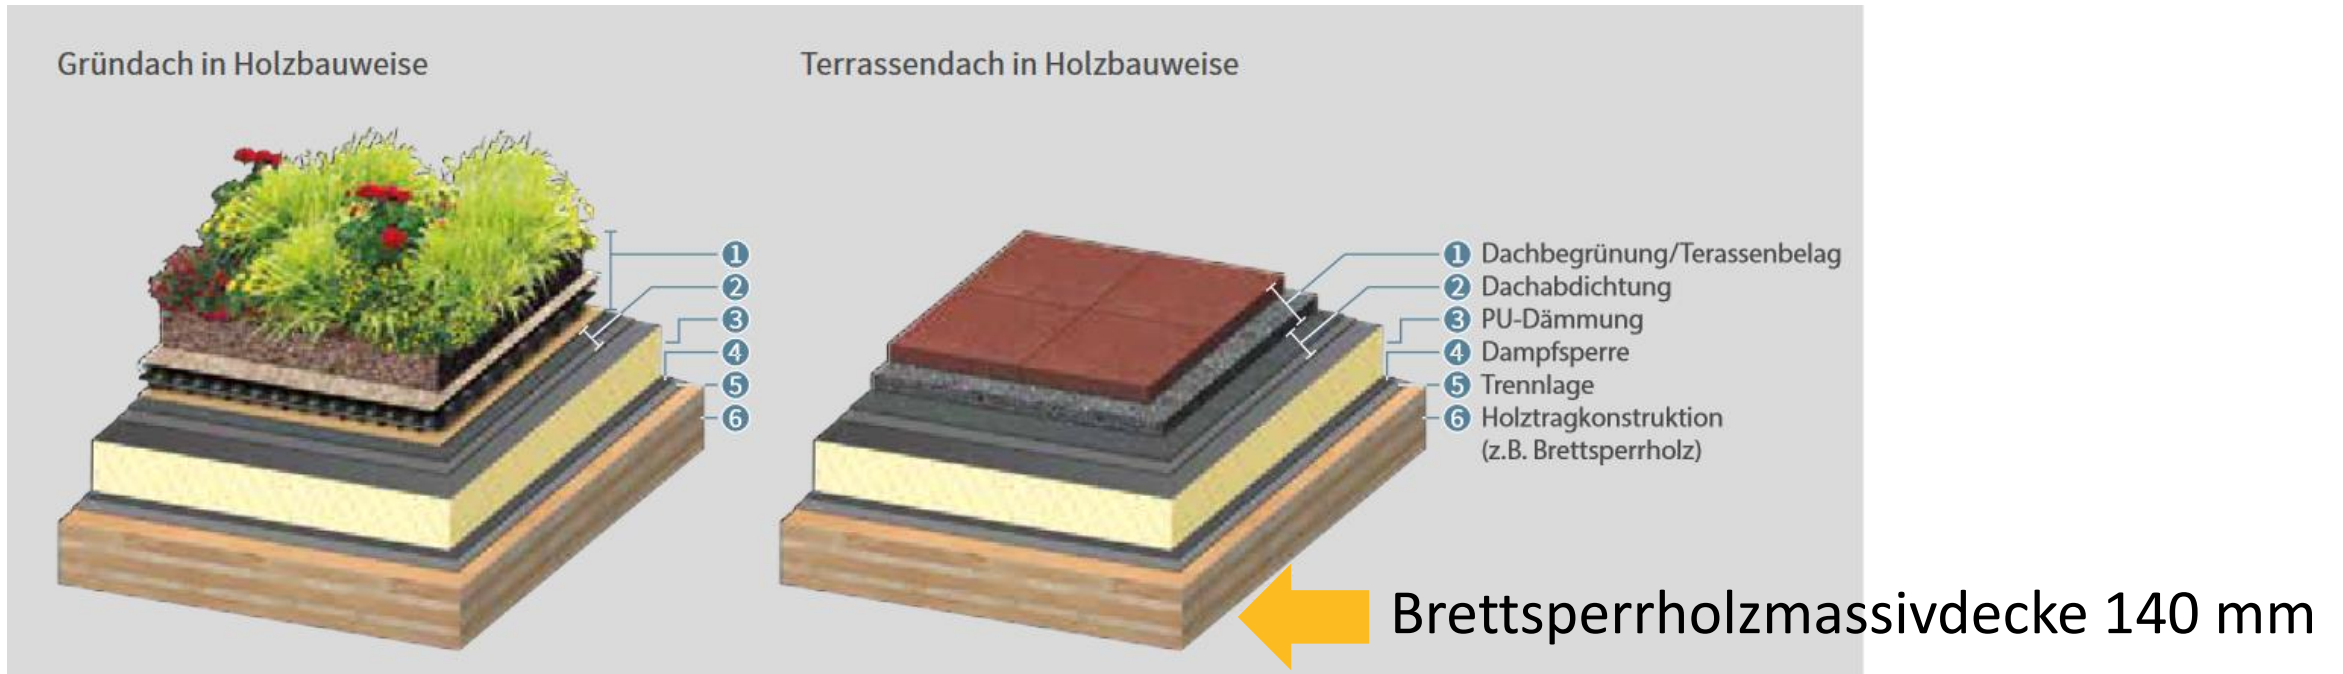 Gründach in Holzbauweise
Terrassendach in Holzbauweise
1
2
3
4
5
6
1 Dachbegrünung/Terassenbelag
2 Dachabdichtung
3 PU-Dämmung
4 Dampfsperre
5 Trennlage
6 Holztragkonstruktion
(z.B. Brettsperrholz)
Brettsperrholzmassivdecke 140 mm